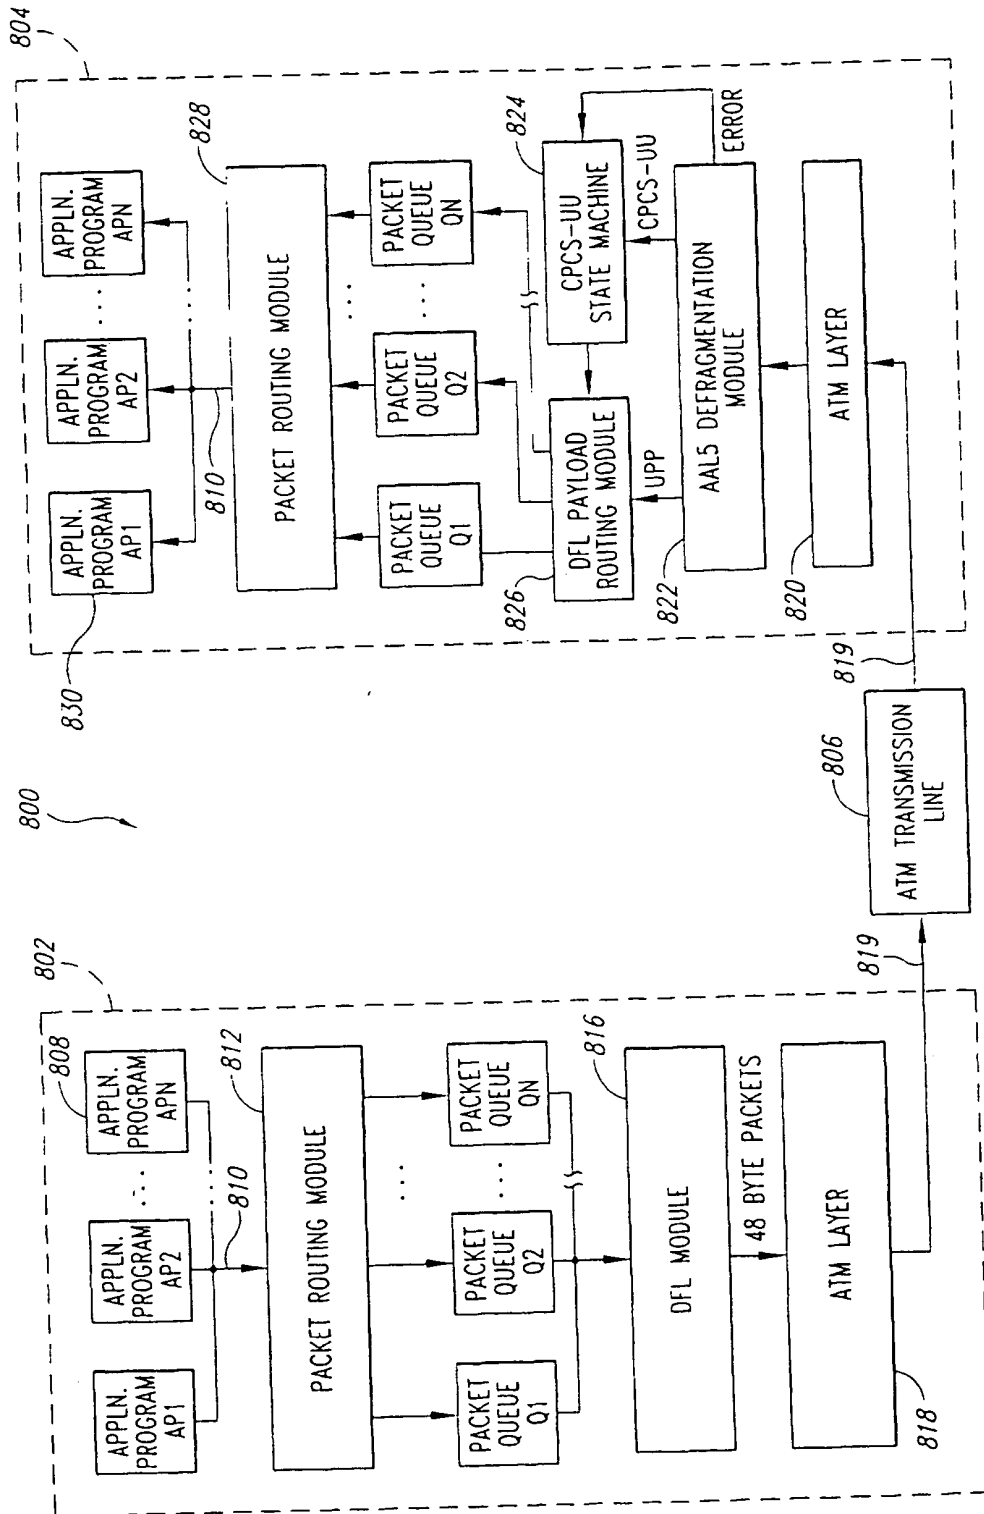 800
802
808
APPLN.
PROGRAM
AP1
APPLN.
PROGRAM
AP2
...
APPLN.
PROGRAM
APN
....
810
812
PACKET ROUTING MODULE
...
PACKET
QUEUE
Q1
PACKET
QUEUE
Q2
...
PACKET
QUEUE
QN
816
DFL MODULE
48 BYTE PACKETS
ATM LAYER
818
819
806
ATM TRANSMISSION
LINE
819
804
830
APPLN.
PROGRAM
AP1
APPLN.
PROGRAM
AP2
...
APPLN.
PROGRAM
APN
....
810
828
PACKET ROUTING MODULE
...
PACKET
QUEUE
Q1
PACKET
QUEUE
Q2
...
PACKET
QUEUE
QN
826
DFL PAYLOAD
ROUTING MODULE
824
CPCS-UU
STATE MACHINE
UPP
CPCS-UU
ERROR
822
AAL5 DEFRAGMENTATION
MODULE
820
ATM LAYER